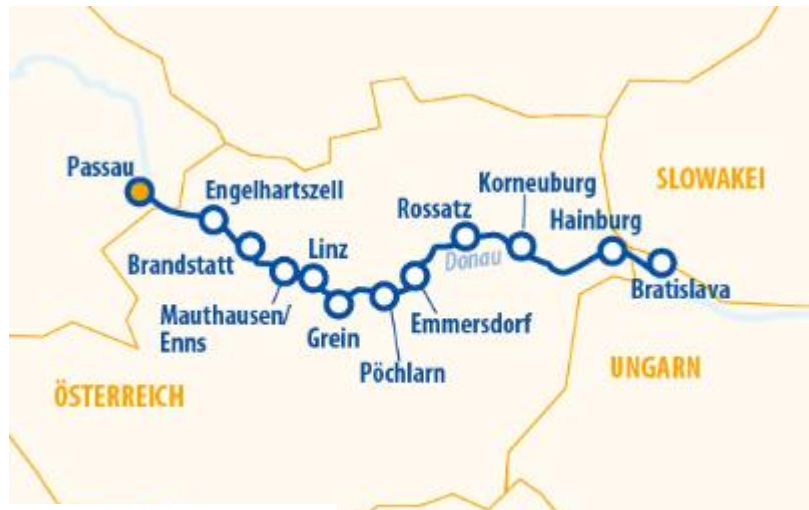 Passau
Engelhartszell
Brandstatt
Linz
Mauthausen/
Enns
Grein
Pöchlarn
Emmersdorf
Rossatz
Donau
Korneuburg
Hainburg
Bratislava
SLOWAKEI
UNGARN
ÖSTERREICH